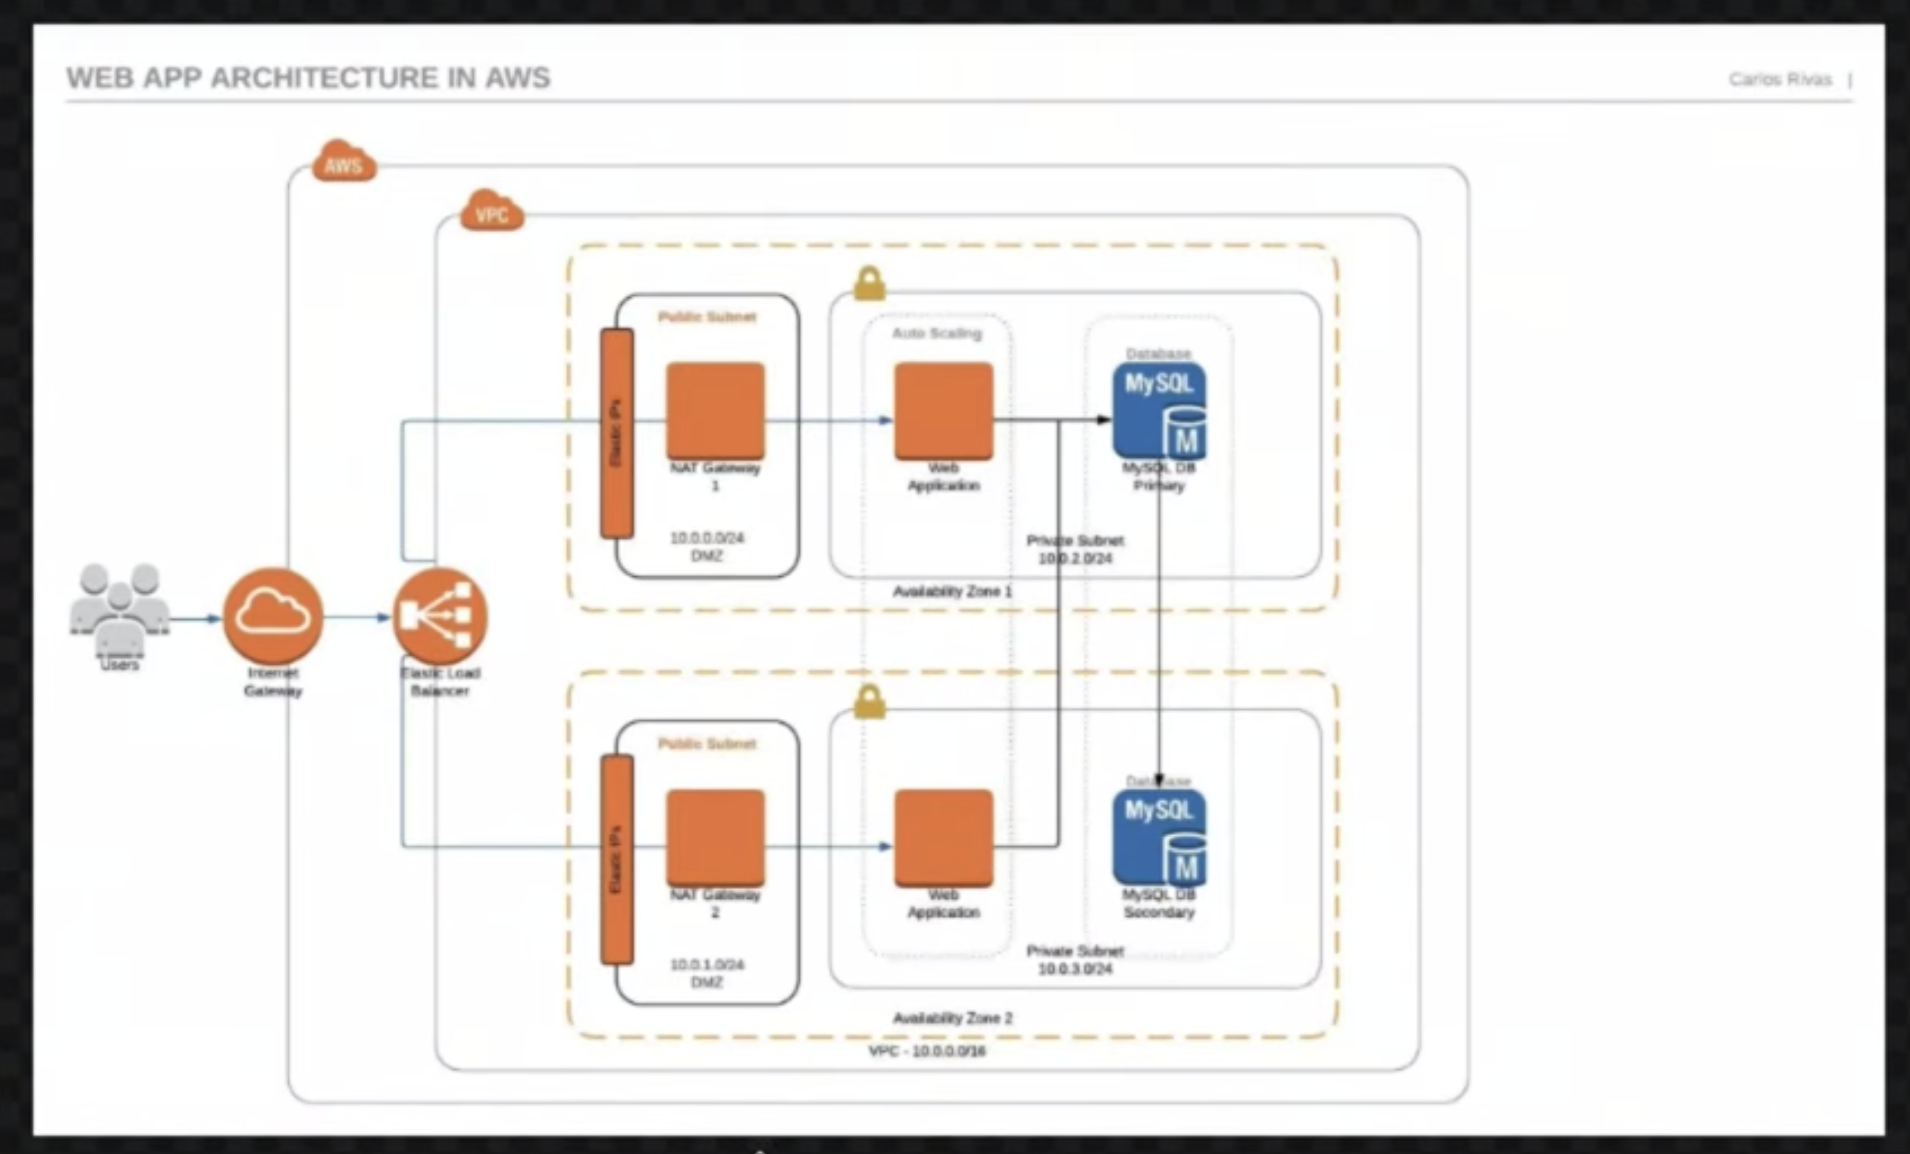 WEB APP ARCHITECTURE IN AWS
Carlos Rivas |
AWS
VPC
Public Subnet
Elastic IPs
NAT Gateway
1
10.0.0.0/24
DMZ
Auto Scaling
Web
Application
Database
MySQL
M
MySQL DB
Primary
Private Subnet
10.0.2.0/24
Availability Zone 1
Users
Internet
Gateway
Elastic Load
Balancer
Public Subnet
Elastic IPs
NAT Gateway
2
10.0.1.0/24
DMZ
Web
Application
Database
MySQL
M
MySQL DB
Secondary
Private Subnet
10.0.3.0/24
Availability Zone 2
VPC - 10.0.0.0/16